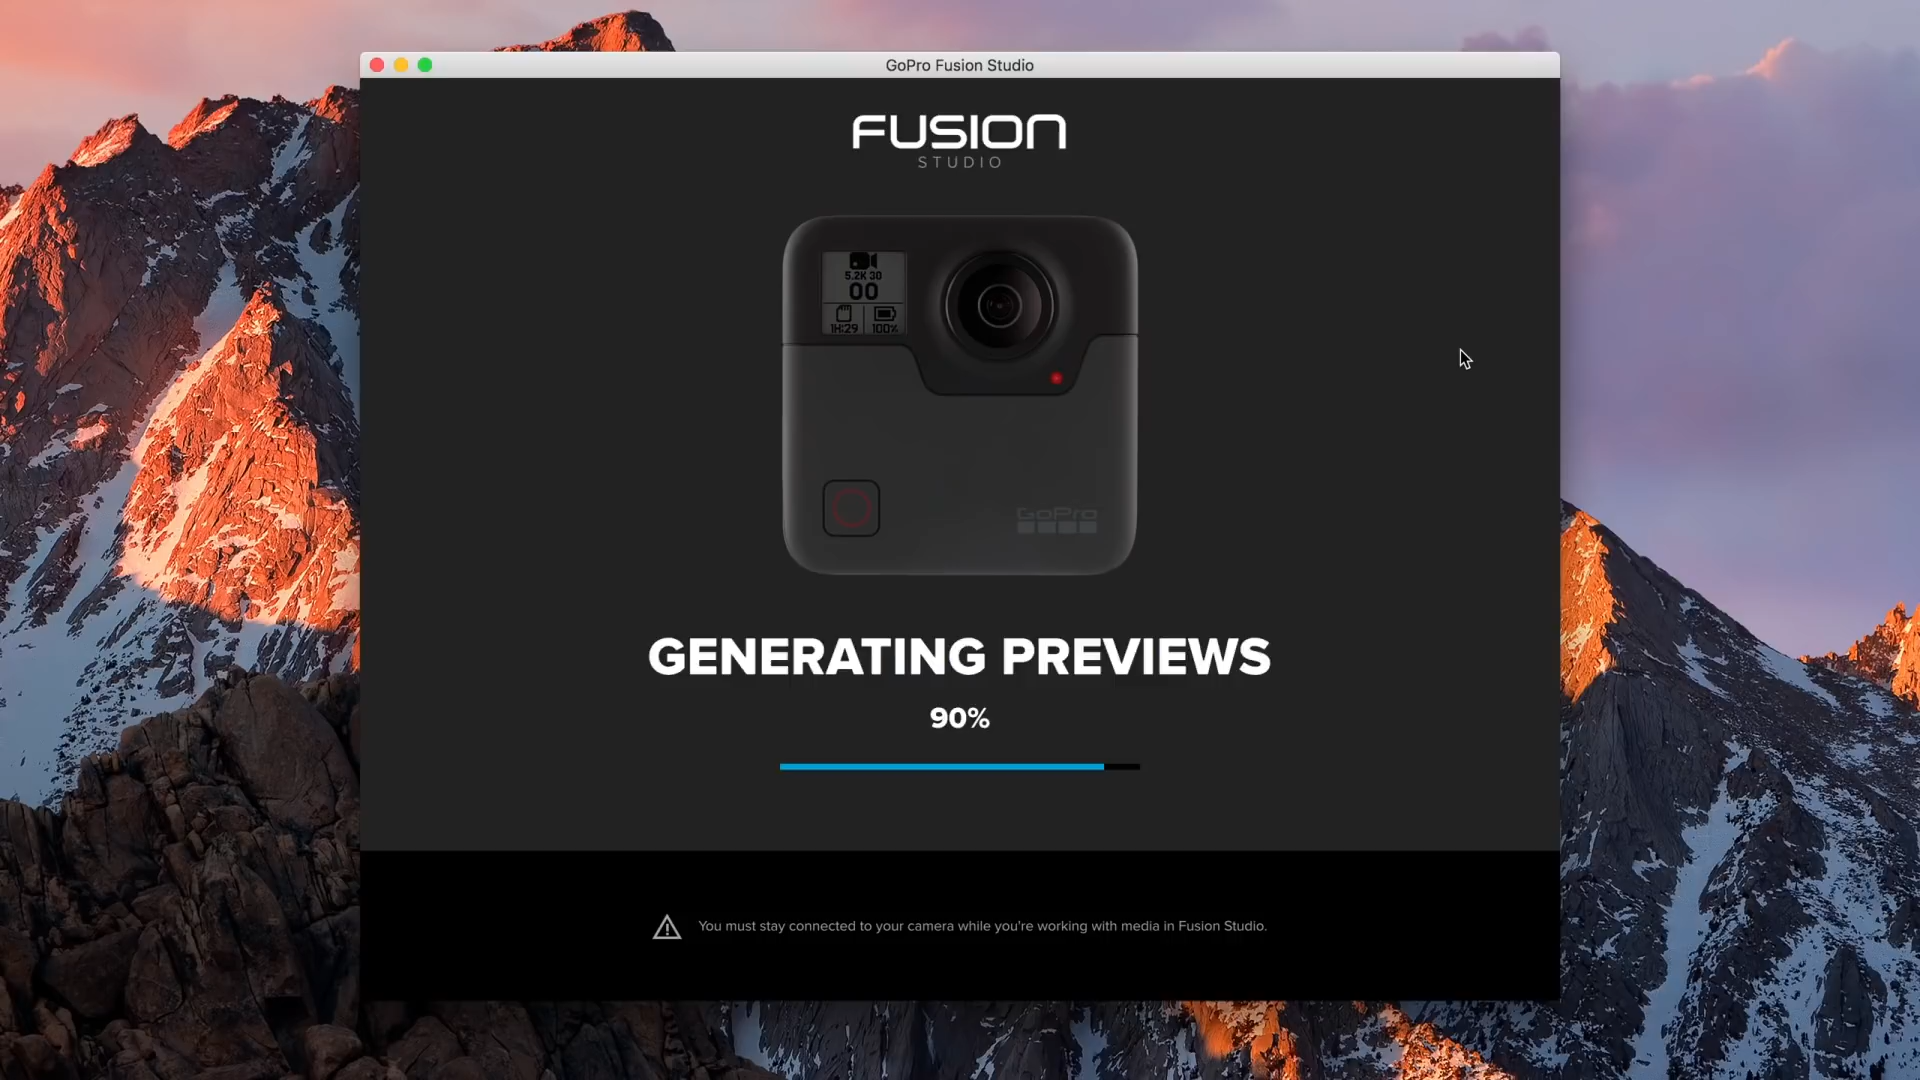 GoPro Fusion Studio
FUSION
STUDIO
5.2K 30
00
1H:29 100%
GoPro
GENERATING PREVIEWS
90%
You must stay connected to your camera while you're working with media in Fusion Studio.